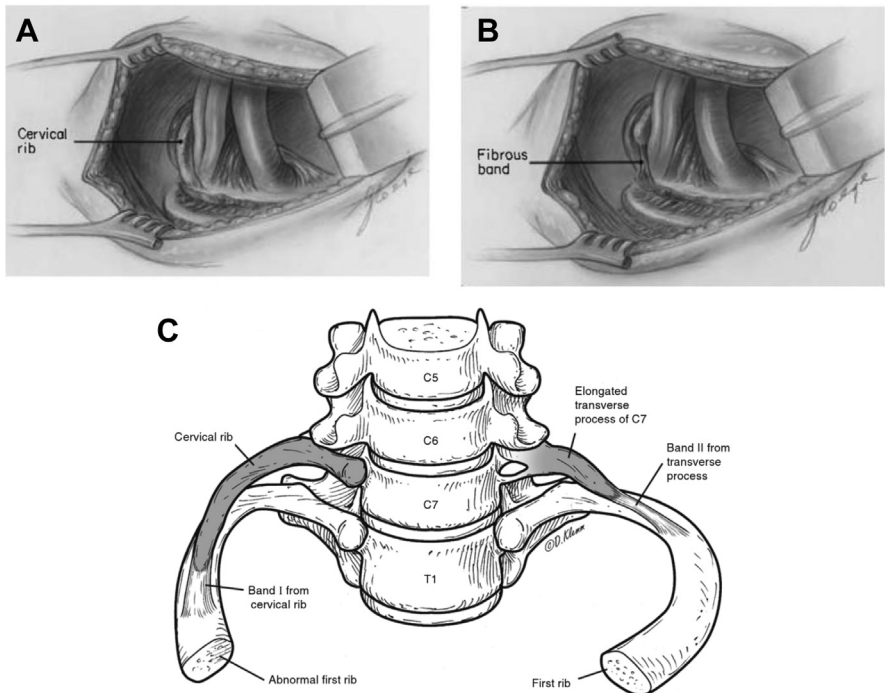 A
Cervical
rib
B
Fibrous
band
C
C5
C6
C7
T1
Cervical rib
Elongated
transverse
process of C7
Band II from
transverse
process
©D.Klemm
Band I from
cervical rib
Abnormal first rib
First rib